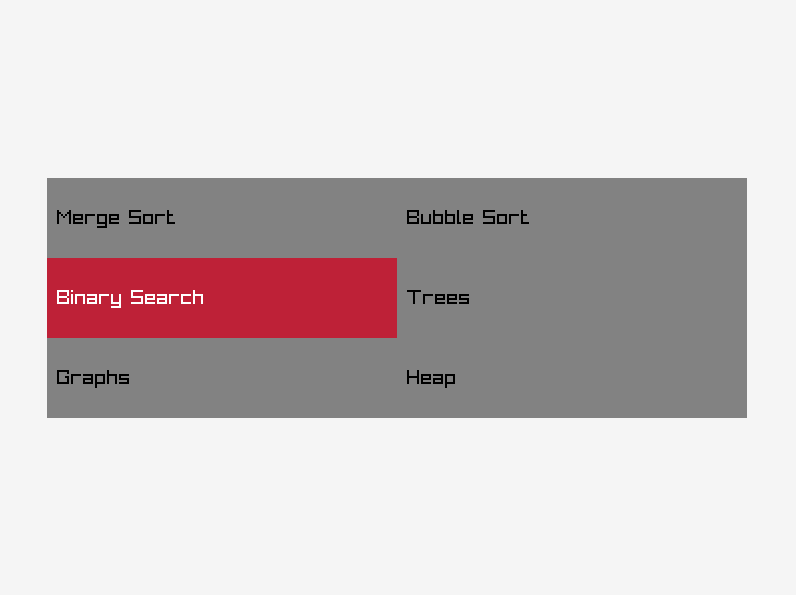 Merge Sort
Bubble Sort
Binary Search
Trees
Graphs
Heap